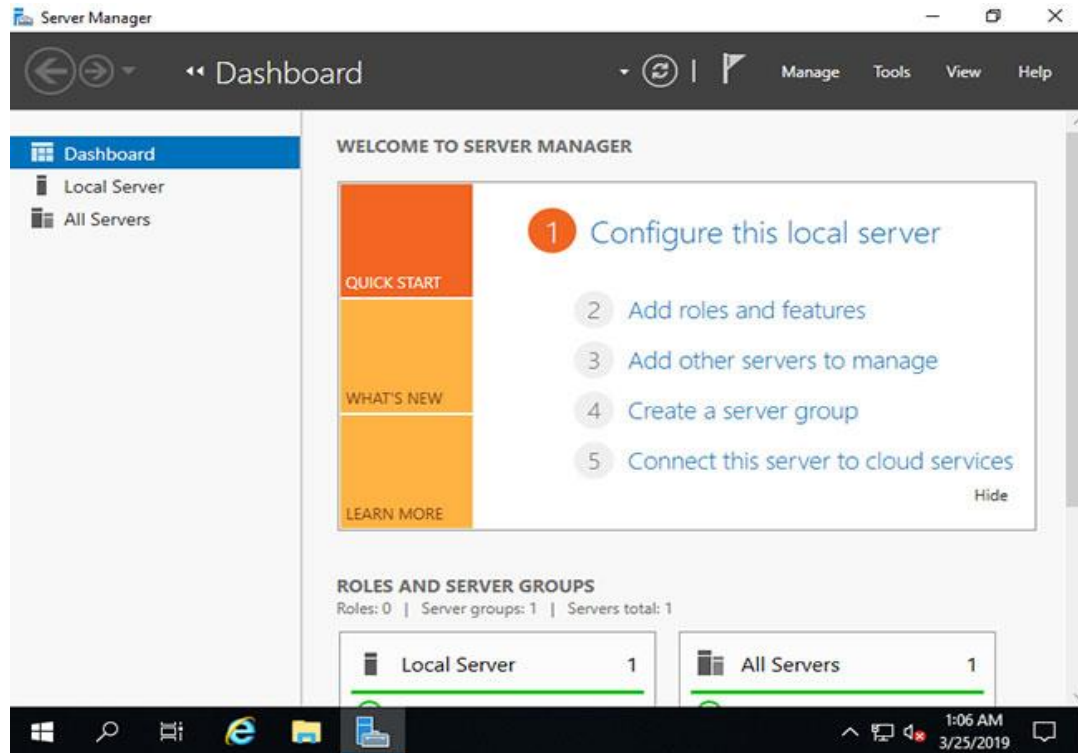 Server Manager
Dashboard
Manage Tools View Help
Dashboard
Local Server
All Servers
WELCOME TO SERVER MANAGER
QUICK START
WHAT'S NEW
LEARN MORE
1 Configure this local server
2 Add roles and features
3 Add other servers to manage
4 Create a server group
5 Connect this server to cloud services
Hide
ROLES AND SERVER GROUPS
Roles: 0 | Server groups: 1 | Servers total: 1
Local Server 1
All Servers 1
1:06 AM
3/25/2019